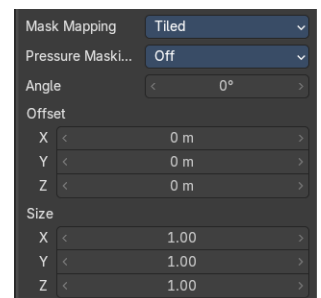 Mask Mapping Tiled
Pressure Maski... Off
Angle 0°
Offset
X 0 m
Y 0 m
Z 0 m
Size
X 1.00
Y 1.00
Z 1.00